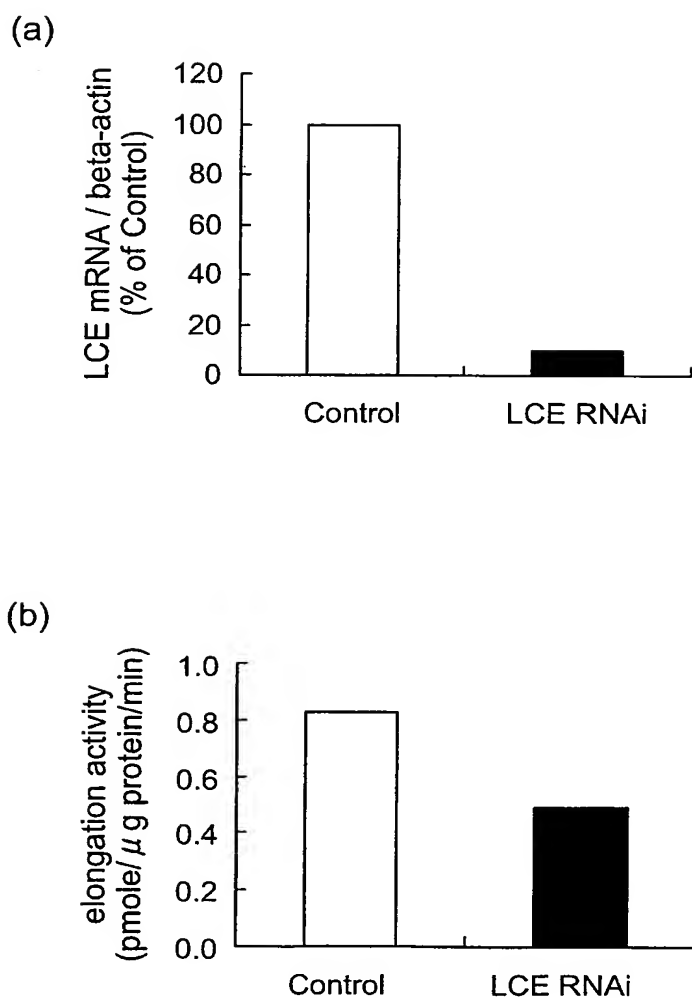 (a)
LCE mRNA / beta-actin
(% of Control)
120
100
80
60
40
20
0
Control LCE RNAi
(b)
elongation activity
(pmole/μg protein/min)
1.0
0.8
0.6
0.4
0.2
0.0
Control LCE RNAi